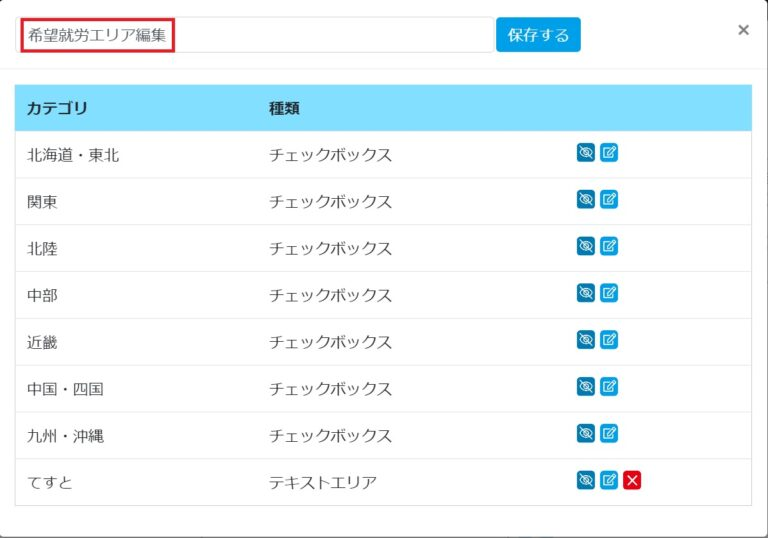 希望就労エリア編集 保存する ×
カテゴリ 種類
北海道・東北 チェックボックス
関東 チェックボックス
北陸 チェックボックス
中部 チェックボックス
近畿 チェックボックス
中国・四国 チェックボックス
九州・沖縄 チェックボックス
てすと テキストエリア